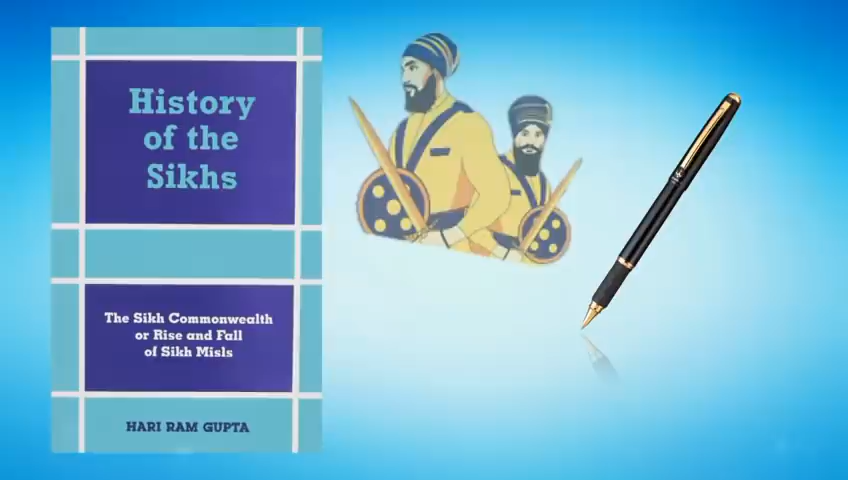 History
of the
Sikhs
The Sikh Commonwealth
or Rise and Fall
of Sikh Misls
HARI RAM GUPTA